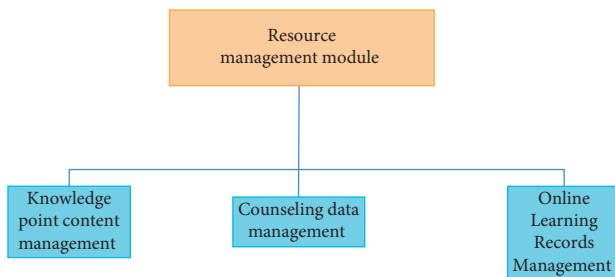 Resource
management module
Knowledge
point content
management
Counseling data
management
Online
Learning
Records
Management